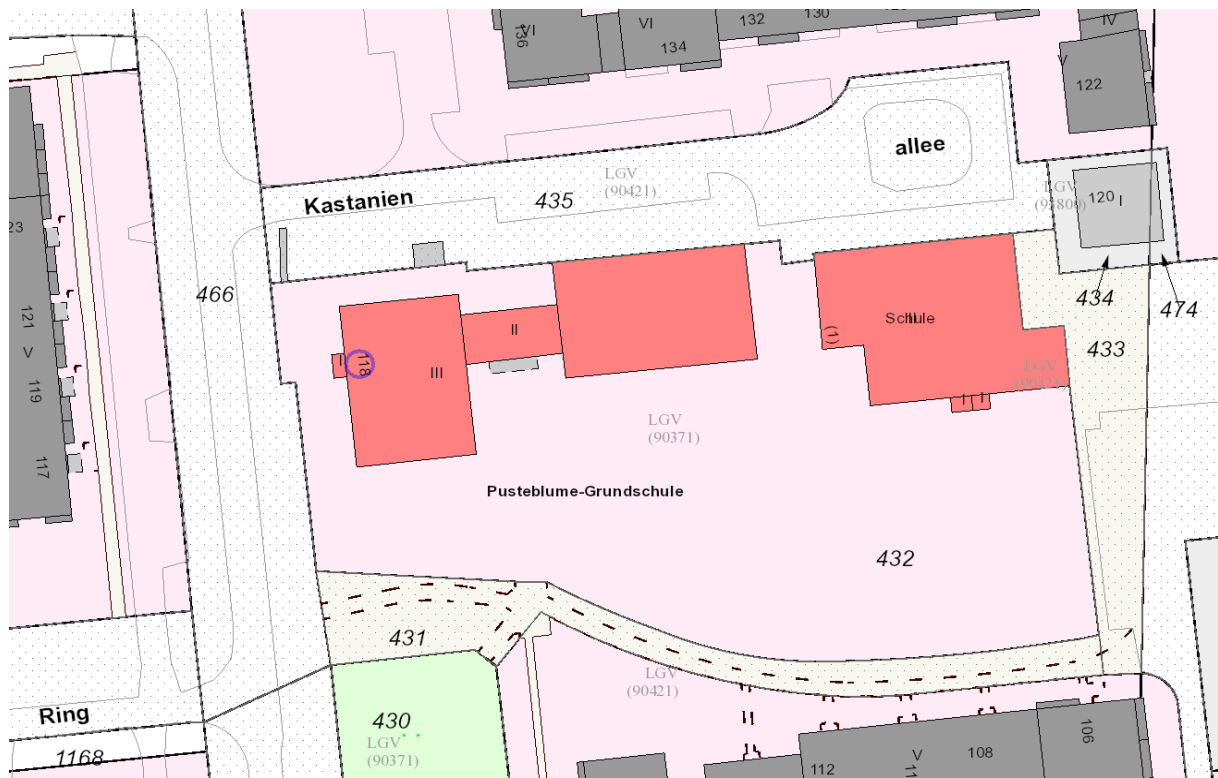 VI
136
VI
134
132
130
IV
V
122
allee
LGV
(90421)
Kastanien
435
LGV
120
I
23
466
434
474
121
V
119
117
II
I
118
III
(1)
Schule
433
LGV
I
I
LGV
(90371)
Pusteblume-Grundschule
432
431
LGV
(90421)
Ring
430
LGV
(90371)
1168
106
V
108
112